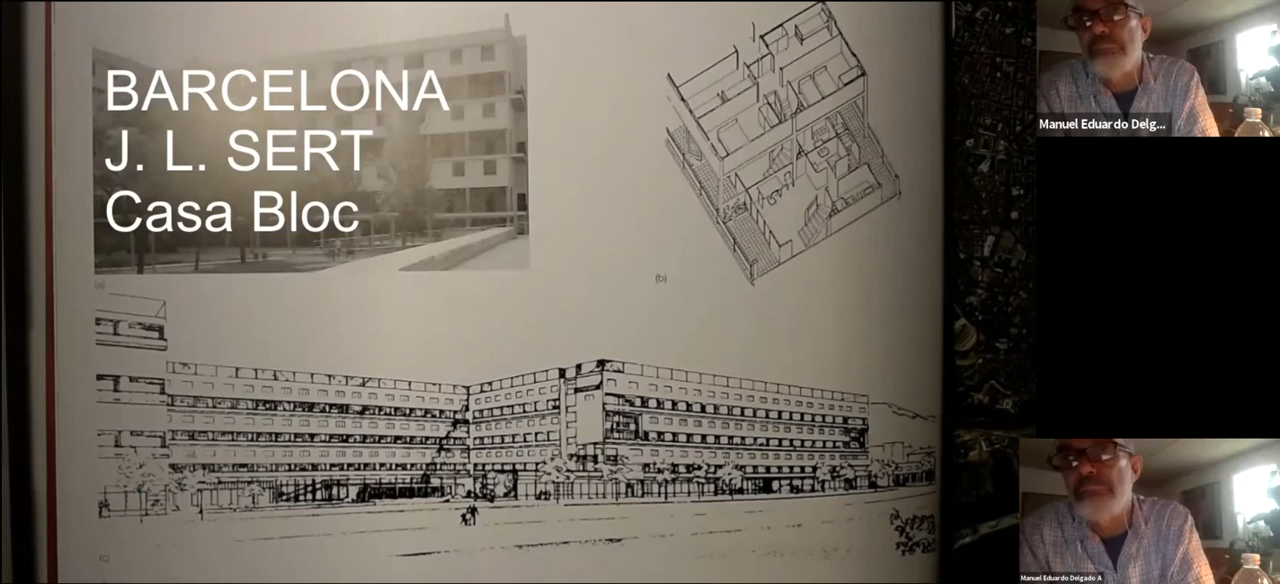 BARCELONA
J. L. SERT
Casa Bloc
(a)
(b)
(c)
Manuel Eduardo Delg...
Manuel Eduardo Delgado A